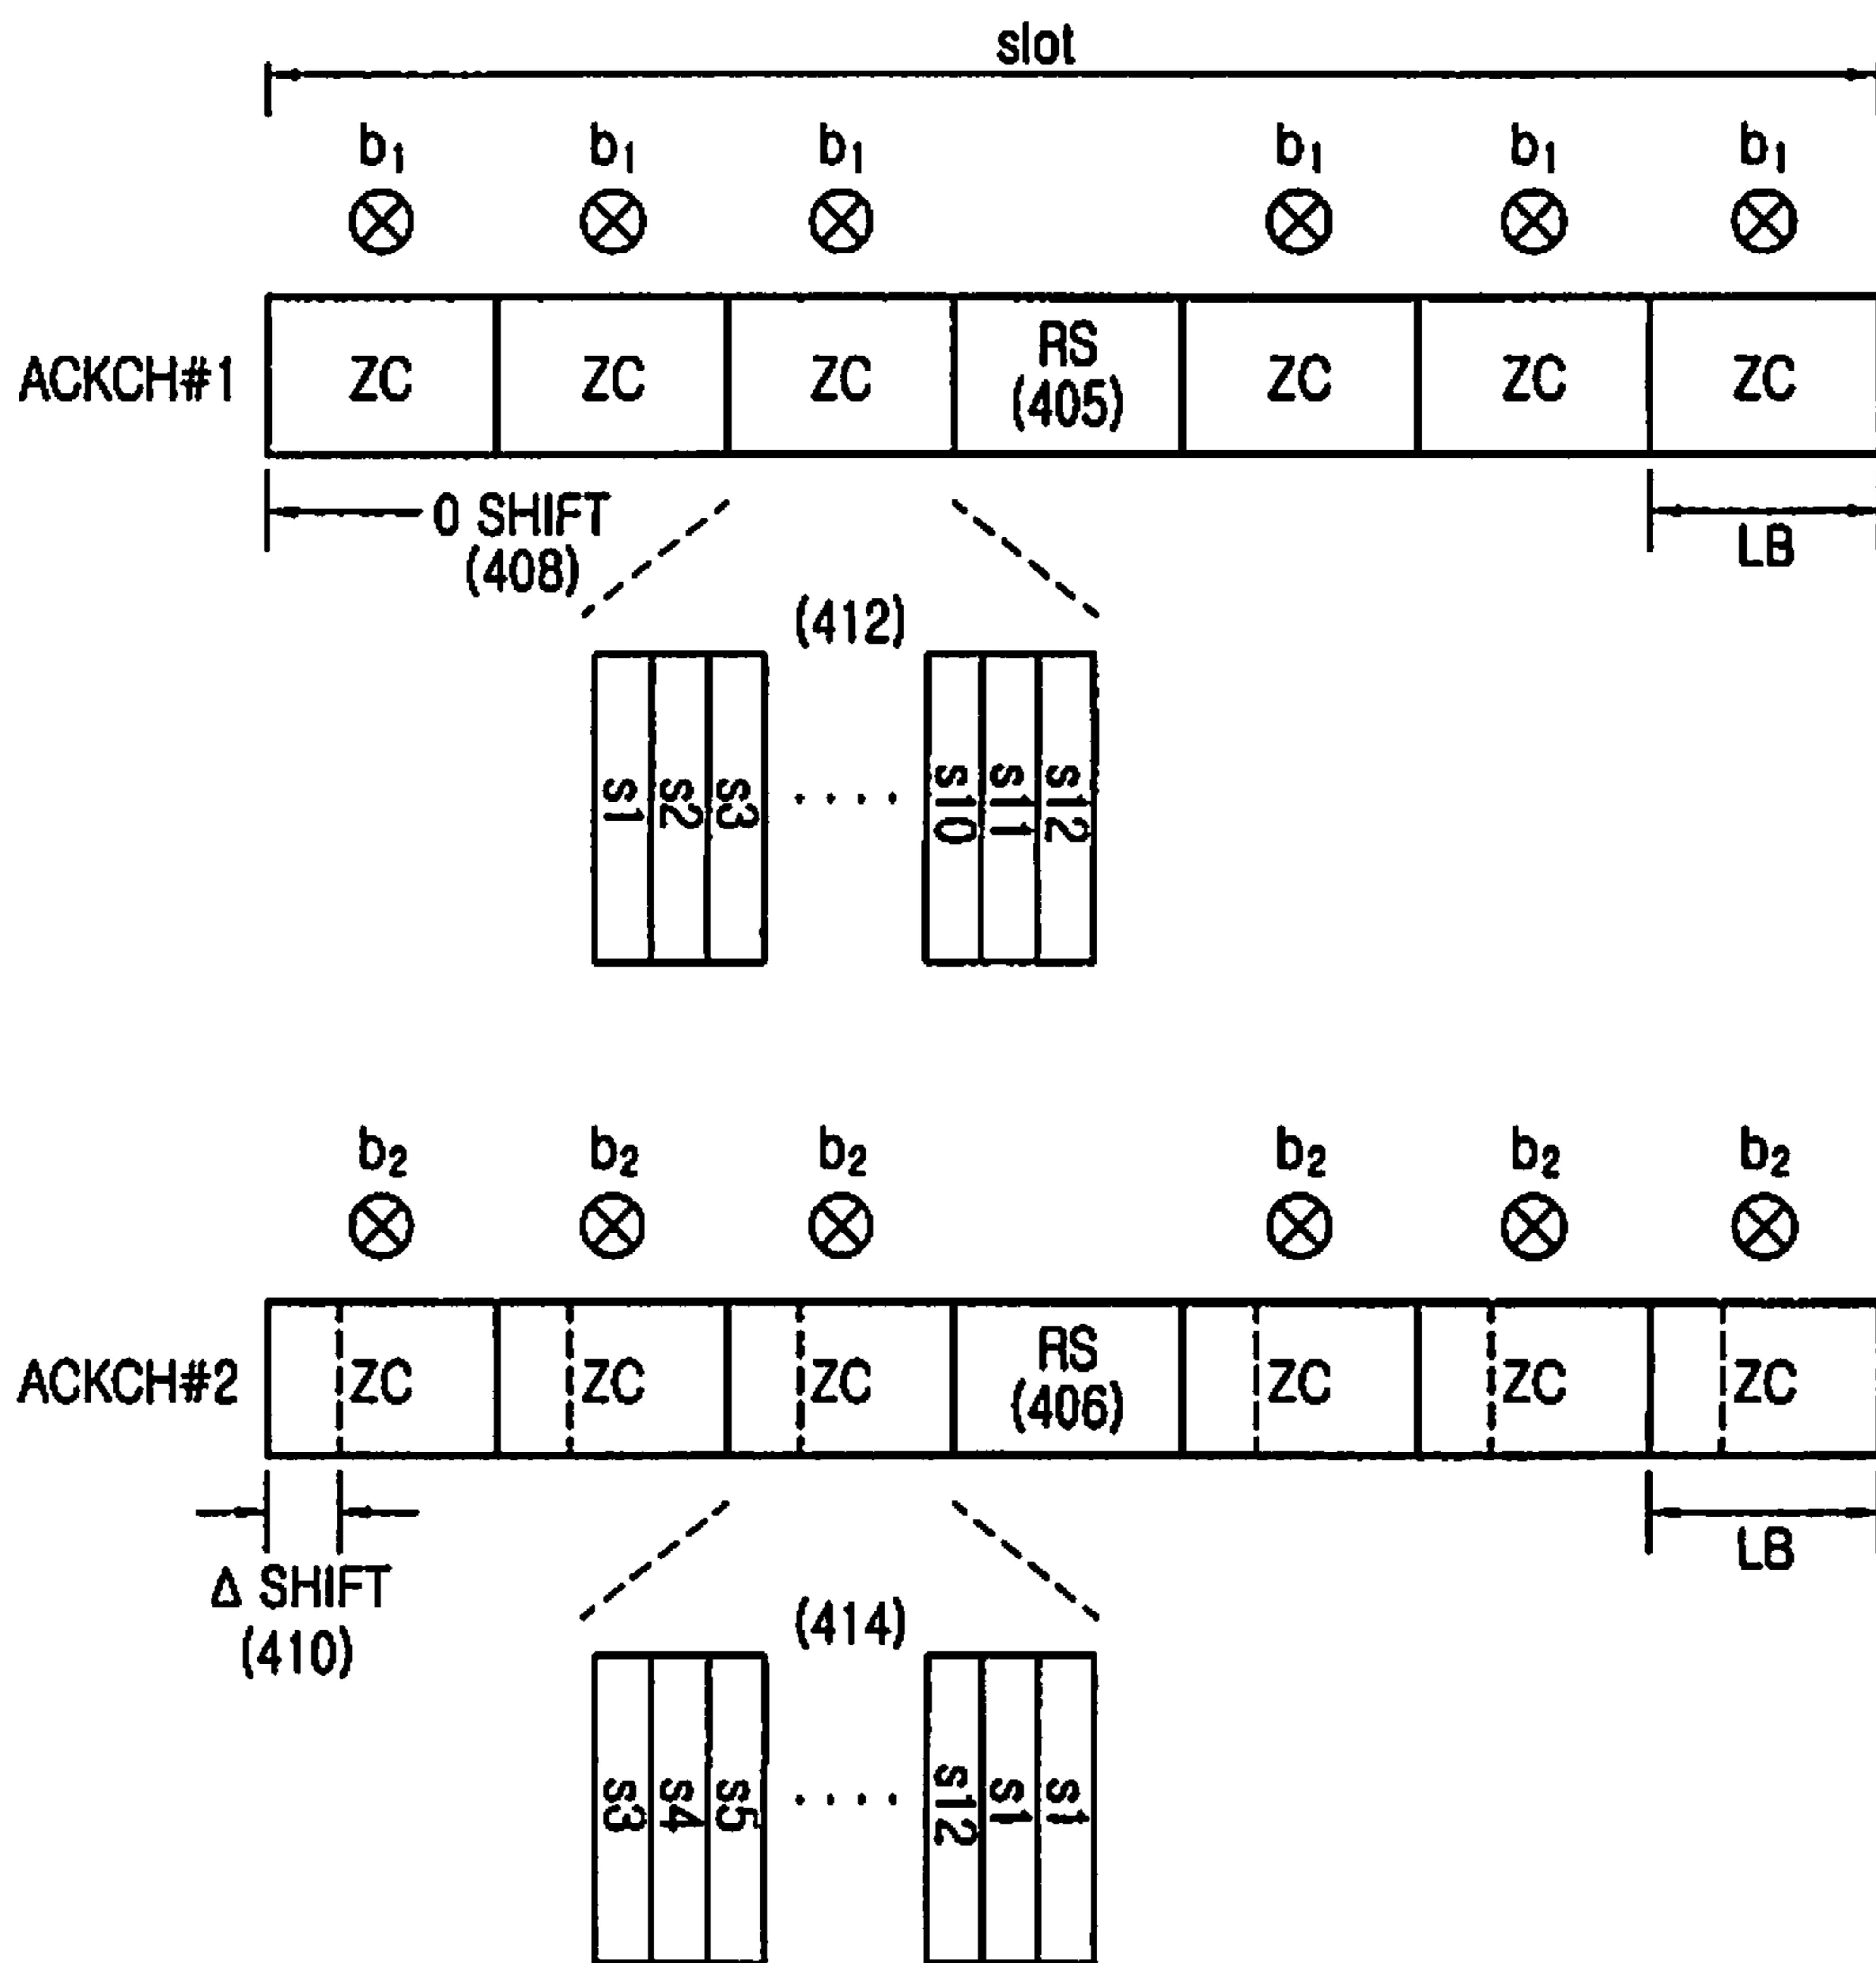 slot
b1 b1 b1 b1 b1 b1
ACKCH#1 ZC ZC ZC RS (405) ZC ZC ZC
0 SHIFT (408)
LB
(412)
s1 s2 s3 .... s10 s11 s12
b2 b2 b2 b2 b2 b2
ACKCH#2 ZC ZC ZC RS (406) ZC ZC ZC
Δ SHIFT (410)
LB
(414)
s3 s4 s5 .... s12 s1 s1